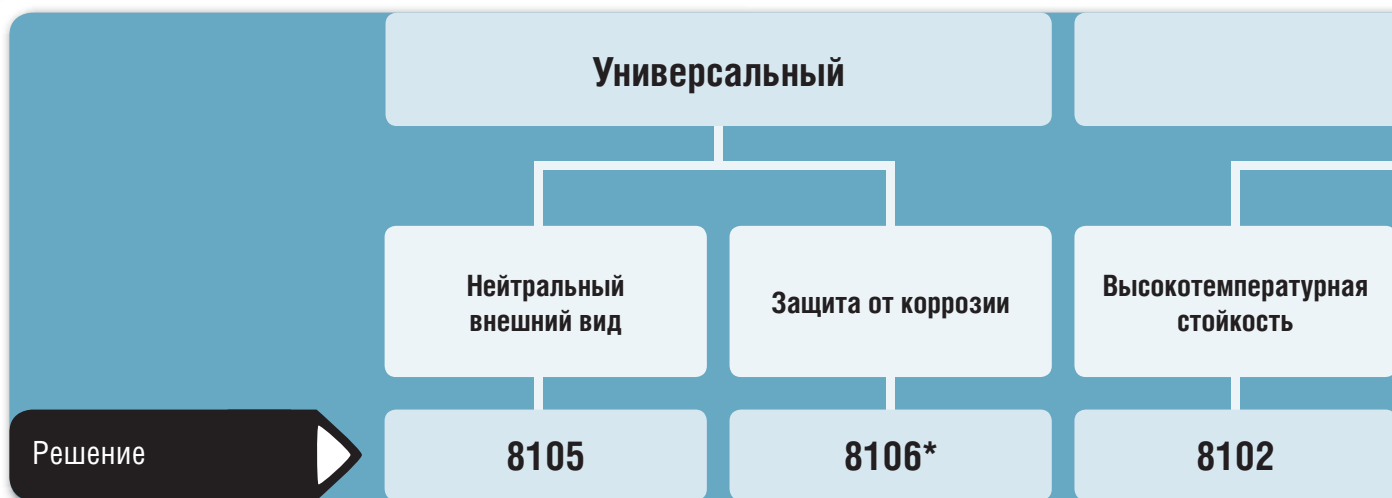 Универсальный
Нейтральный
внешний вид
Защита от коррозии
Высокотемпературная
стойкость
Решение
8105
8106*
8102